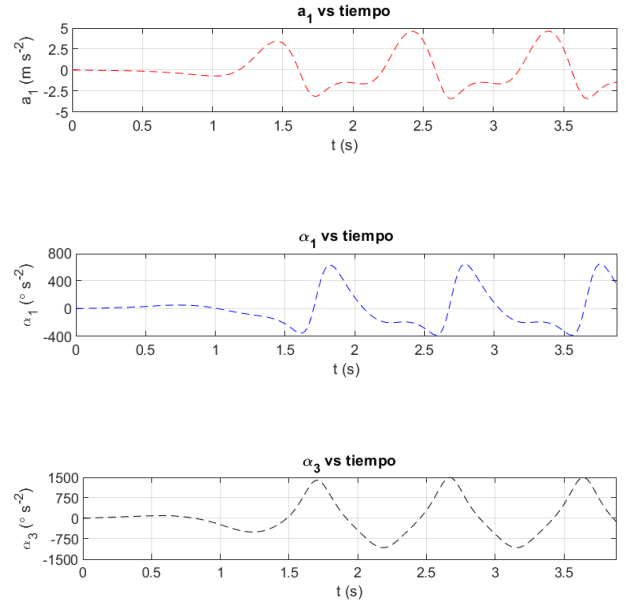 a₁ vs tiempo
5
2.5
0
-2.5
-5
a₁ (m s⁻²)
0 0.5 1 1.5 2 2.5 3 3.5
t (s)
α₁ vs tiempo
800
400
0
-400
α₁ (° s⁻²)
0 0.5 1 1.5 2 2.5 3 3.5
t (s)
α₃ vs tiempo
1500
750
0
-750
-1500
α₃ (° s⁻²)
0 0.5 1 1.5 2 2.5 3 3.5
t (s)